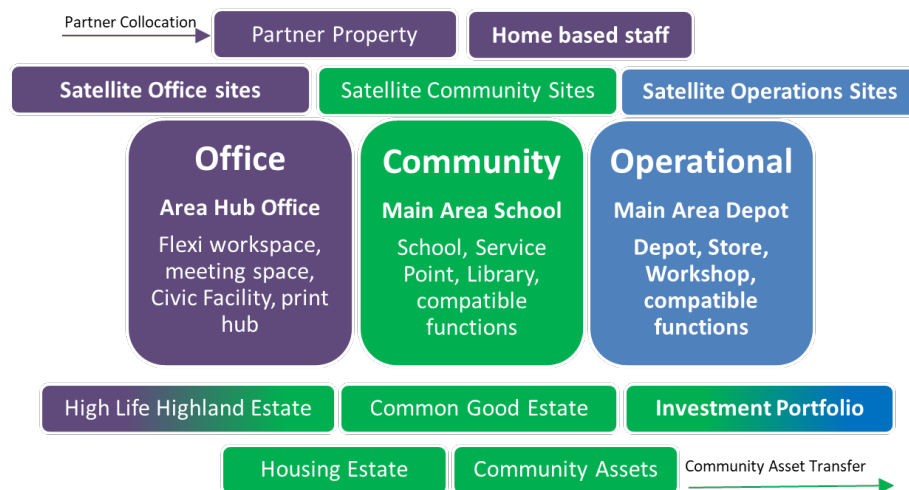 Partner Collocation
Partner Property
Home based staff
Satellite Office sites
Satellite Community Sites
Satellite Operations Sites
Office
Area Hub Office
Flexi workspace,
meeting space,
Civic Facility, print
hub
Community
Main Area School
School, Service
Point, Library,
compatible
functions
Operational
Main Area Depot
Depot, Store,
Workshop,
compatible
functions
High Life Highland Estate
Common Good Estate
Investment Portfolio
Housing Estate
Community Assets
Community Asset Transfer